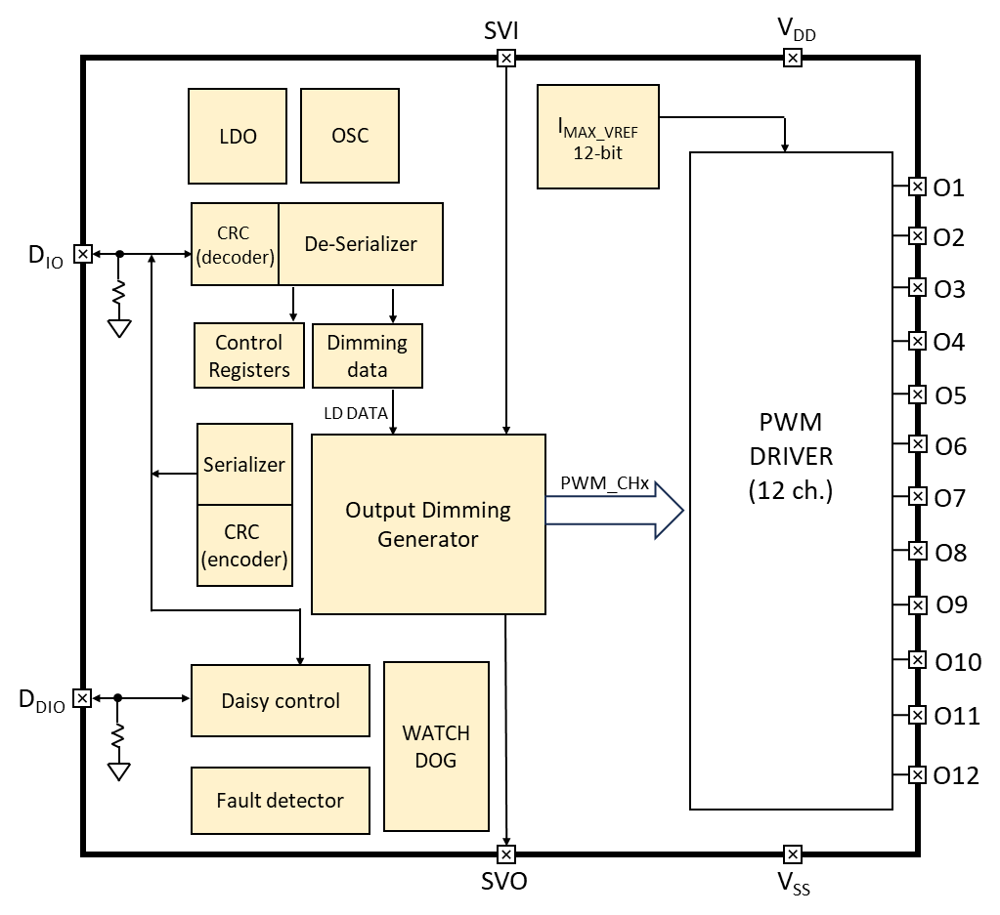 SVI
VDD
LDO
OSC
IMAX_VREF
12-bit
O1
CRC
(decoder)
De-Serializer
DIO
O2
O3
Control
Registers
Dimming
data
O4
LD DATA
O5
PWM
DRIVER
(12 ch.)
O6
Serializer
PWM_CHx
O7
Output Dimming
Generator
CRC
(encoder)
O8
O9
O10
DDIO
Daisy control
O11
WATCH
DOG
O12
Fault detector
SVO
VSS